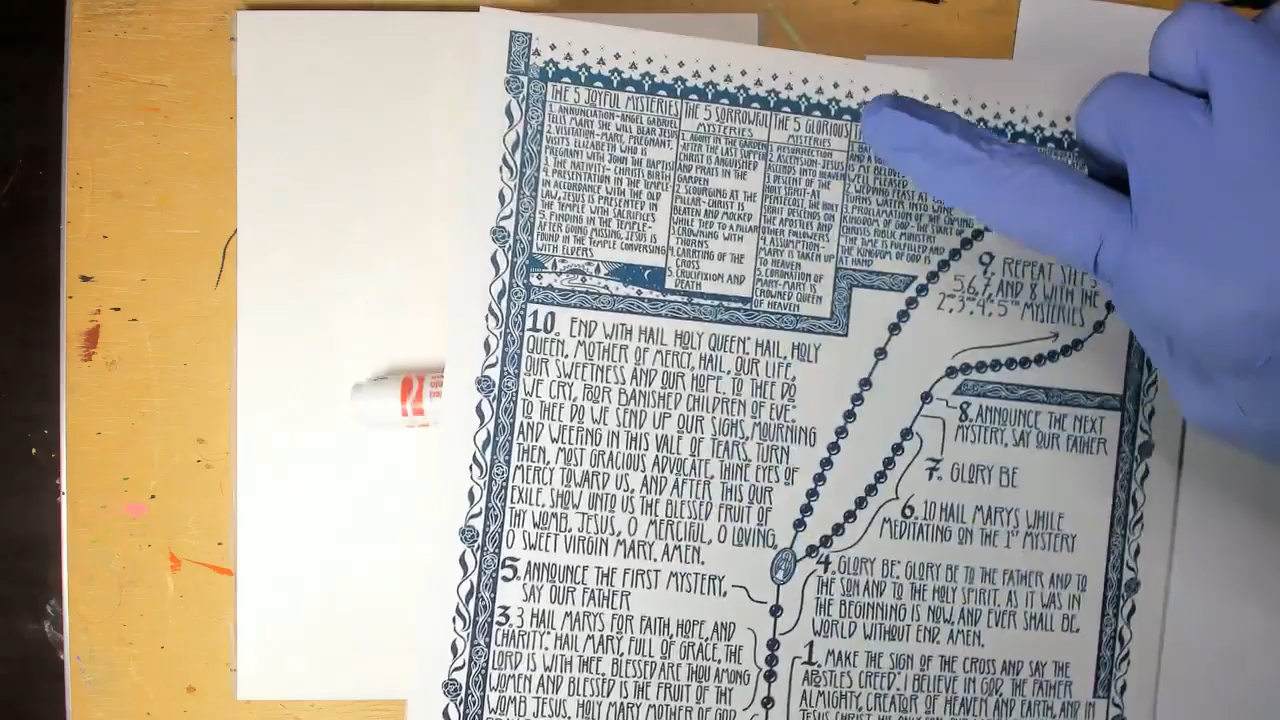 THE 5 JOYFUL MYSTERIES
1. ANNUNCIATION-ANGEL GABRIEL
TELLS MARY SHE WILL BEAR JESUS
2. VISITATION-MARY, PREGNANT,
VISITS ELIZABETH WHO IS
PREGNANT WITH JOHN THE BAPTIST
3. THE NATIVITY- CHRIST'S BIRTH
4. PRESENTATION IN THE TEMPLE-
IN ACCORDANCE WITH THE OLD
LAW, JESUS IS PRESENTED IN
THE TEMPLE WITH SACRIFICES
5. FINDING IN THE TEMPLE-
AFTER GOING MISSING, JESUS IS
FOUND IN THE TEMPLE CONVERSING
WITH ELDERS
THE 5 SORROWFUL
MYSTERIES
1. AGONY IN THE GARDEN
AFTER THE LAST SUPPER
CHRIST IS ANGUISHED
AND PRAYS IN THE
GARDEN
2. SCOURGING AT THE
PILLAR-CHRIST IS
BEATEN AND MOCKED
WHILE TIED TO A PILLAR
3. CROWNING WITH
THORNS
4. CARRYING OF THE
CROSS
5. CRUCIFIXION AND
DEATH
THE 5 GLORIOUS
MYSTERIES
RESURRECTION
2. ASCENSION-JESUS
ASCENDS INTO HEAVEN
3. DESCENT OF THE
HOLY SPIRIT-AT
PENTECOST, THE HOLY
SPIRIT DESCENDS ON
THE APOSTLES AND
OTHER FOLLOWERS
4. ASSUMPTION-
MARY IS TAKEN UP
TO HEAVEN
5. CORONATION OF
MARY-MARY IS
CROWNED QUEEN
OF HEAVEN
AND A
IS MY BELOVED
WELL PLEASED
2. WEDDING FEAST AT
TURNS WATER INTO WINE
3. PROCLAMATION OF THE COMING
KINGDOM OF GOD-THE START OF
CHRIST'S PUBLIC MINISTRY
"THE TIME IS FULFILLED AND
THE KINGDOM OF GOD IS
AT HAND
9. REPEAT STEPS
5,6,7, AND 8 WITH THE
2ND, 3RD, 4TH, 5TH MYSTERIES
10. END WITH HAIL HOLY QUEEN: HAIL, HOLY
QUEEN, MOTHER OF MERCY, HAIL, OUR LIFE,
OUR SWEETNESS AND OUR HOPE. TO THEE DO
WE CRY, POOR BANISHED CHILDREN OF EVE:
TO THEE DO WE SEND UP OUR SIGHS, MOURNING
AND WEEPING IN THIS VALE OF TEARS. TURN
THEN, MOST GRACIOUS ADVOCATE, THINE EYES OF
MERCY TOWARD US, AND AFTER THIS OUR
EXILE, SHOW UNTO US THE BLESSED FRUIT OF
THY WOMB, JESUS, O MERCIFUL, O LOVING,
O SWEET VIRGIN MARY. AMEN.
8. ANNOUNCE THE NEXT
MYSTERY, SAY OUR FATHER
7. GLORY BE
6. 10 HAIL MARYS WHILE
MEDITATING ON THE 1ST MYSTERY
5. ANNOUNCE THE FIRST MYSTERY,
SAY OUR FATHER
4. GLORY BE: GLORY BE TO THE FATHER AND TO
THE SON AND TO THE HOLY SPIRIT. AS IT WAS IN
THE BEGINNING IS NOW, AND EVER SHALL BE,
WORLD WITHOUT END, AMEN.
3. 3 HAIL MARYS FOR FAITH, HOPE, AND
CHARITY: HAIL MARY, FULL OF GRACE, THE
LORD IS WITH THEE, BLESSED ARE THOU AMONG
WOMEN AND BLESSED IS THE FRUIT OF THY
WOMB JESUS. HOLY MARY MOTHER OF GOD
1. MAKE THE SIGN OF THE CROSS AND SAY THE
APOSTLES CREED: I BELIEVE IN GOD, THE FATHER
ALMIGHTY, CREATOR OF HEAVEN AND EARTH, AND IN
JESUS CHRIST HIS ONLY SON